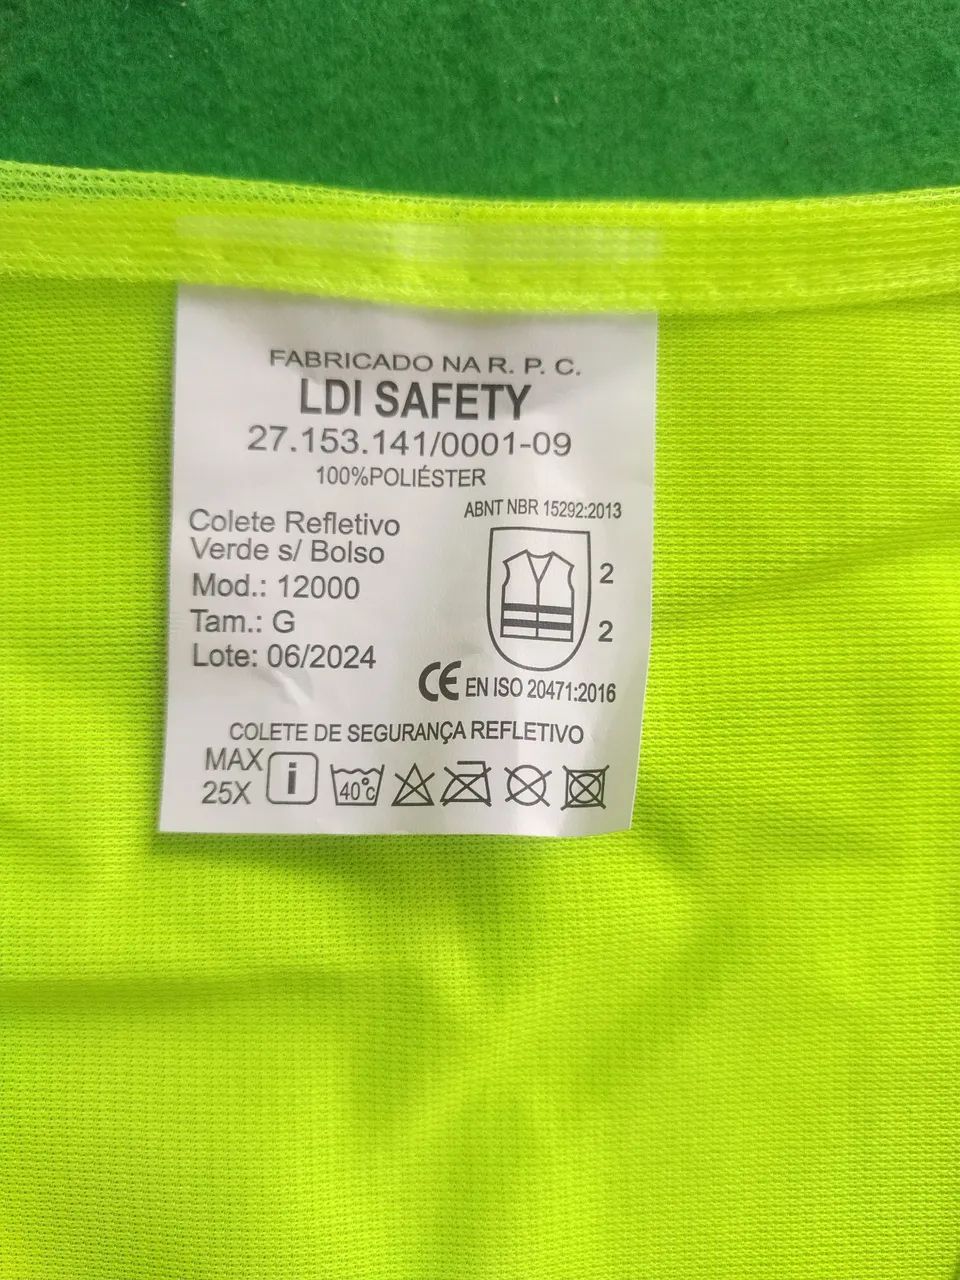 FABRICADO NA R. P. C.
LDI SAFETY
27.153.141/0001-09
100%POLIÉSTER
Colete Refletivo
Verde s/ Bolso
Mod.: 12000
Tam.: G
Lote: 06/2024
ABNT NBR 15292:2013
2
2
CE EN ISO 20471:2016
COLETE DE SEGURANÇA REFLETIVO
MAX
25X
i
40°c